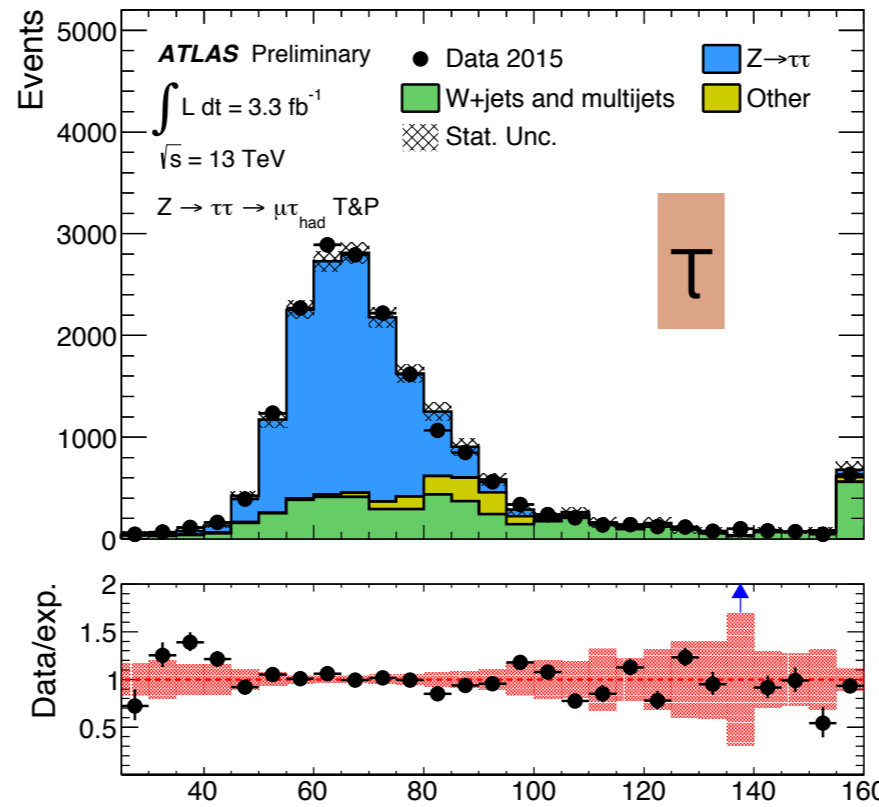 Events
5000
4000
3000
2000
1000
0
ATLAS Preliminary
∫ L dt = 3.3 fb⁻¹
√s = 13 TeV
Z → ττ → μτ_had T&P
Data 2015
Z→ττ
W+jets and multijets
Other
Stat. Unc.
τ
Data/exp.
2
1.5
1
0.5
40 60 80 100 120 140 160